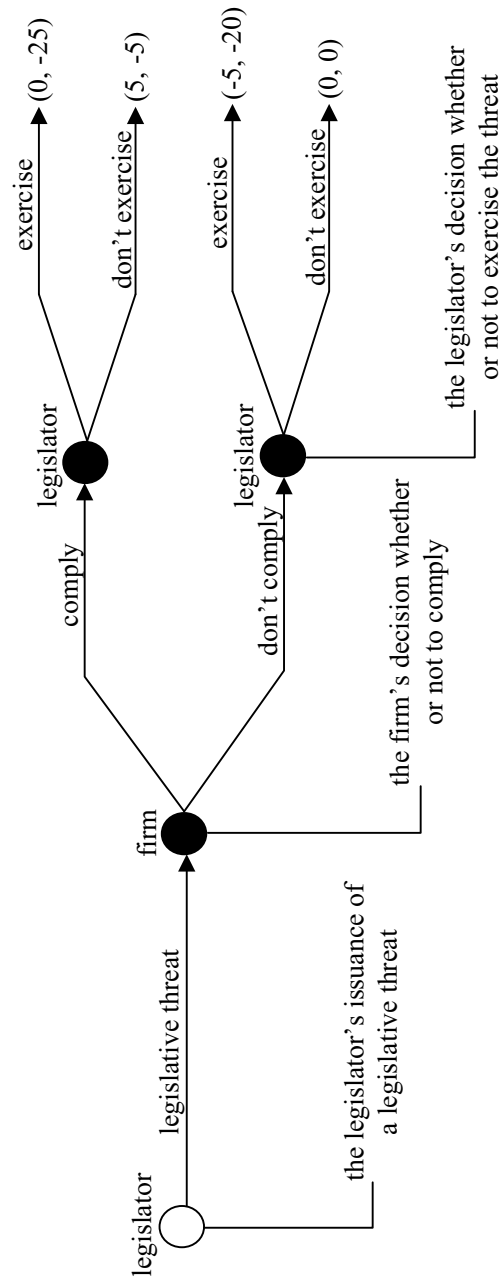 legislator
legislative threat
the legislator's issuance of
a legislative threat
firm
the firm's decision whether
or not to comply
comply
don't comply
legislator
exercise
(0, -25)
don't exercise
(5, -5)
legislator
exercise
(-5, -20)
don't exercise
(0, 0)
the legislator's decision whether
or not to exercise the threat